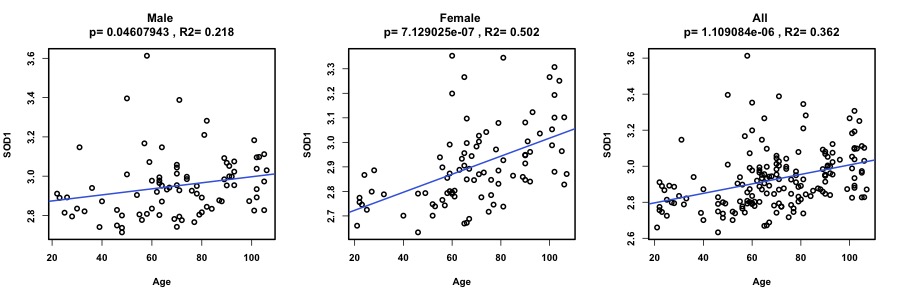 Male
p= 0.04607943 , R2= 0.218
SOD1
3.6
3.4
3.2
3.0
2.8
20 40 60 80 100
Age
Female
p= 7.129025e-07 , R2= 0.502
SOD1
3.3
3.2
3.1
3.0
2.9
2.8
2.7
20 40 60 80 100
Age
All
p= 1.109084e-06 , R2= 0.362
SOD1
3.6
3.4
3.2
3.0
2.8
2.6
20 40 60 80 100
Age